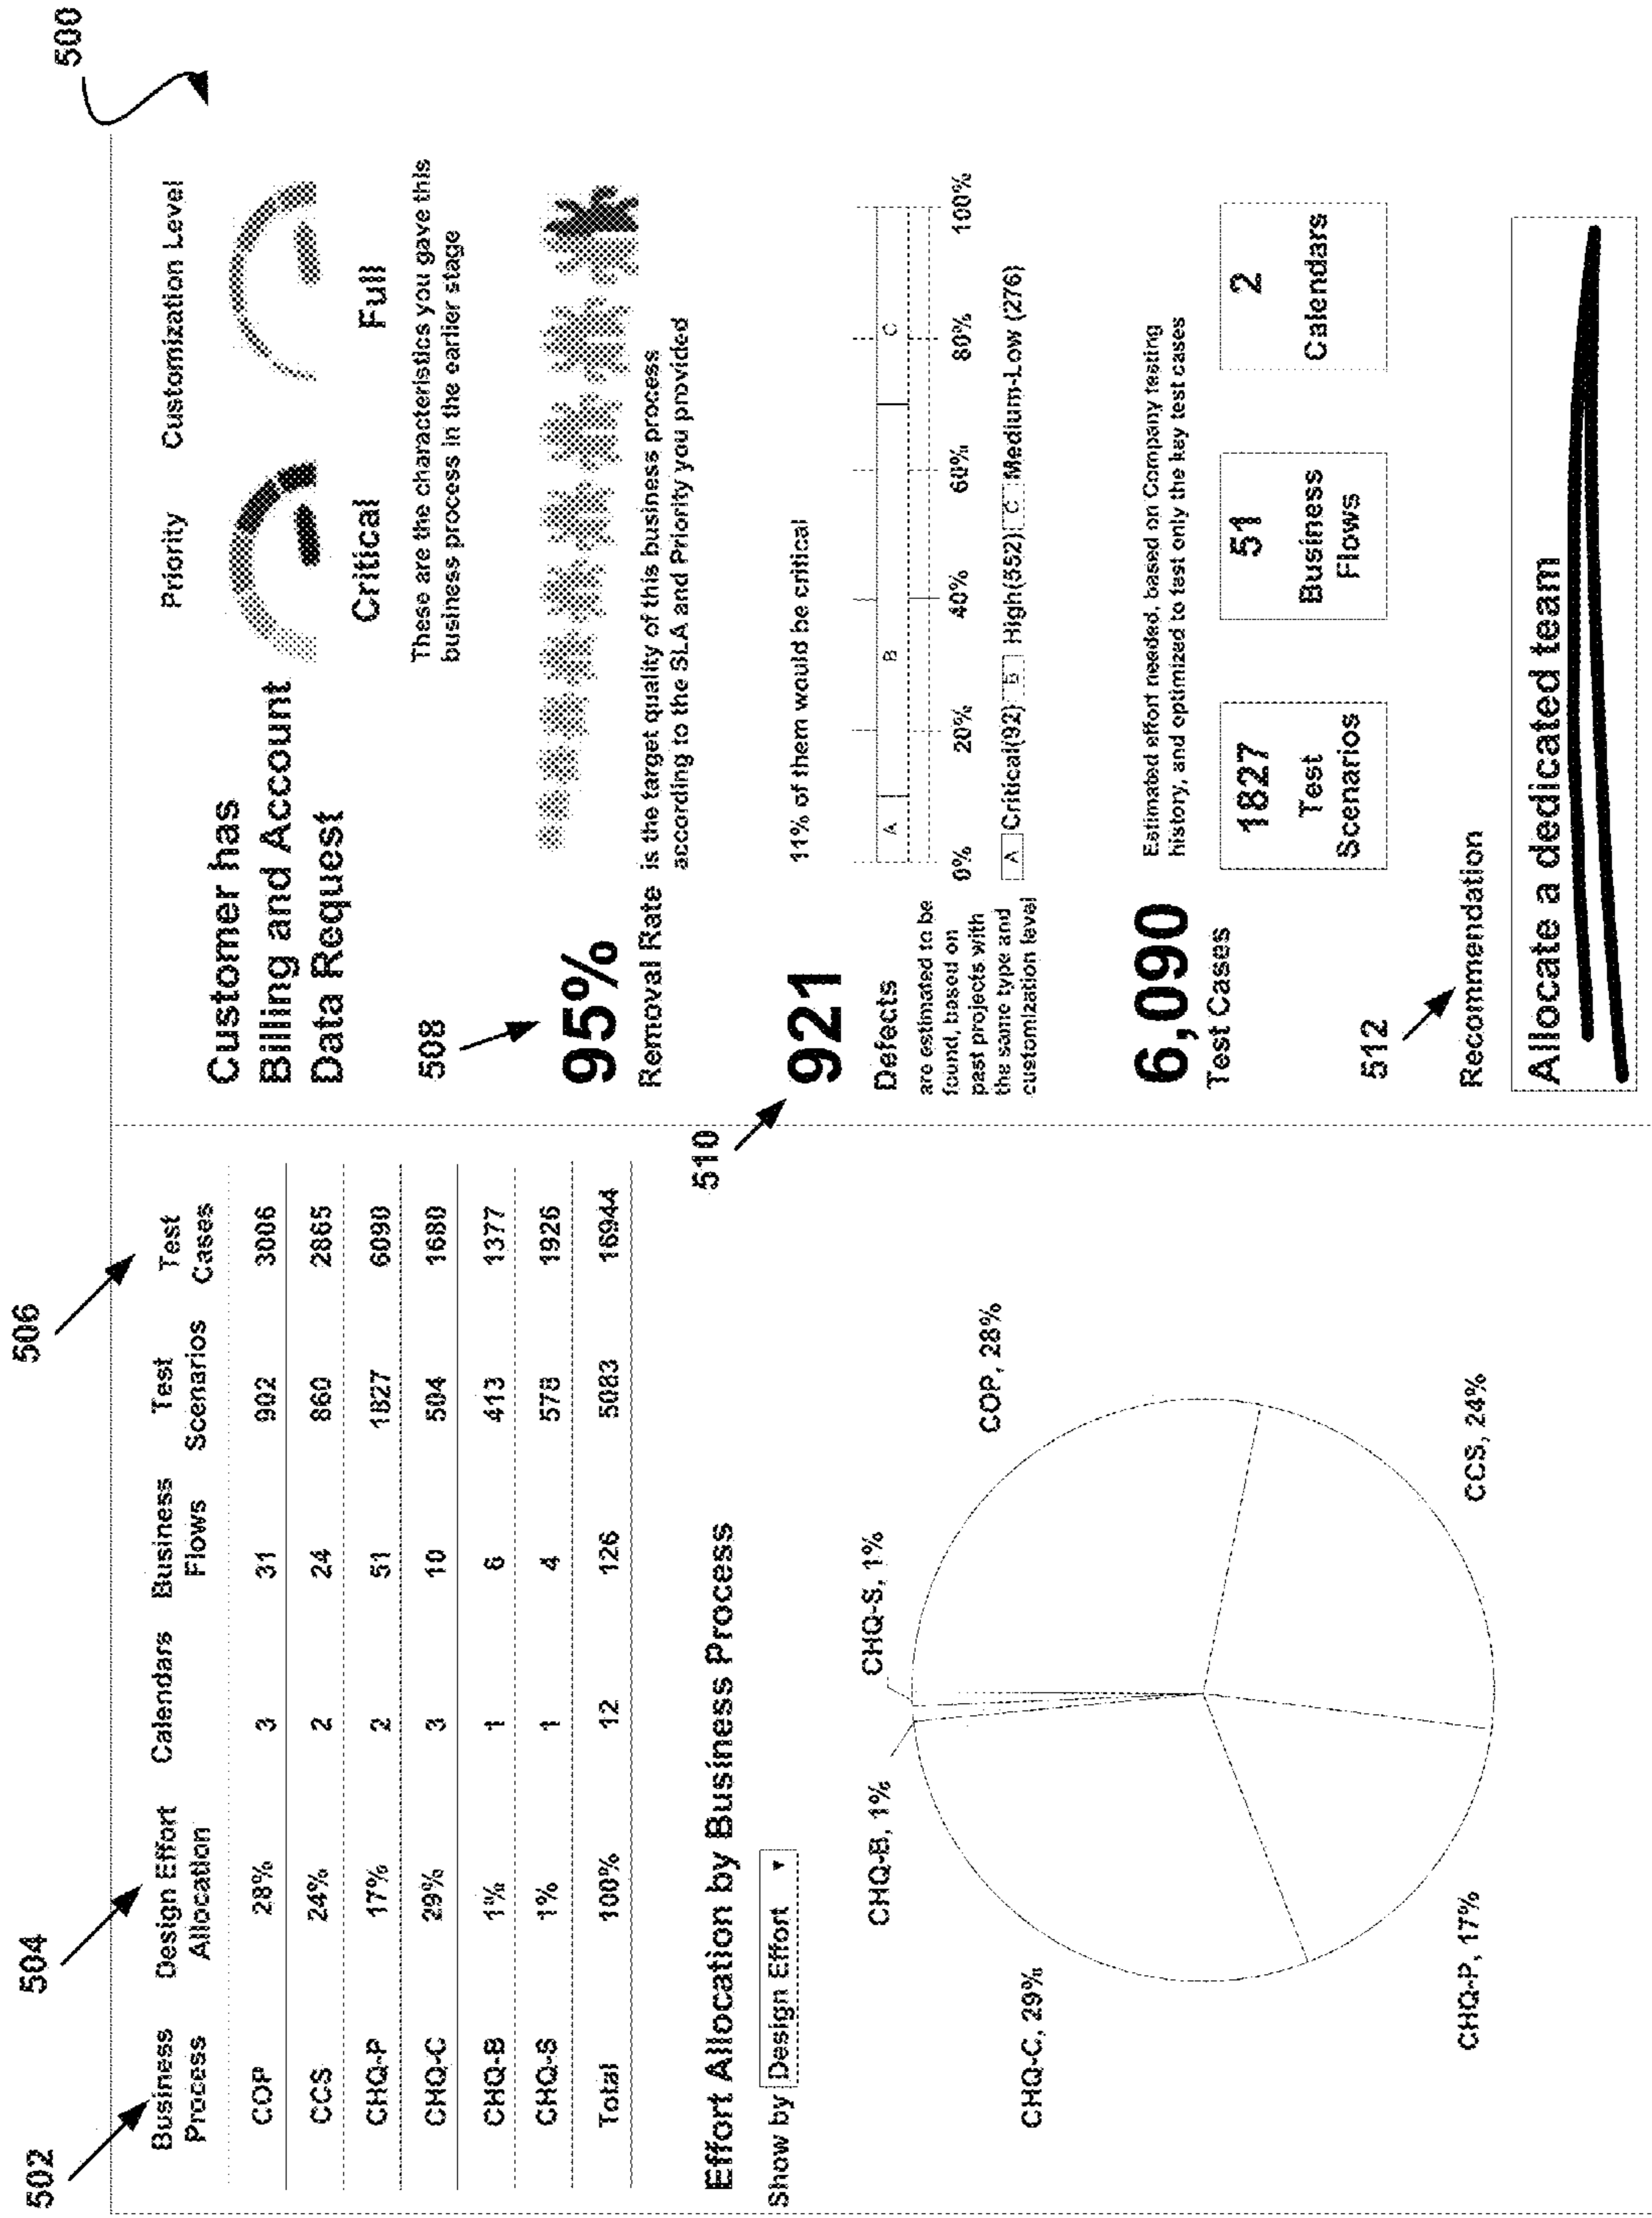 500
502
504
506
Business Process
Design Effort Allocation
Calendars
Business Flows
Test Scenarios
Test Cases
COP 28% 3 31 902 3006
CCS 24% 2 24 860 2865
CHQ-P 17% 2 51 1827 6090
CHQ-C 29% 3 10 504 1680
CHQ-B 1% 1 6 413 1377
CHQ-S 1% 1 4 578 1926
Total 100% 12 126 5083 16944
Effort Allocation by Business Process
Show by Design Effort ▼
CHQ-B, 1%
CHQ-S, 1%
COP, 28%
CHQ-C, 29%
CHQ-P, 17%
CCS, 24%
Customer has
Billing and Account
Data Request
Priority
Customization Level
Critical
Full
These are the characteristics you gave this
business process in the earlier stage
508
95%
Removal Rate is the target quality of this business process
according to the SLA and Priority you provided
510
921
Defects
are estimated to be
found, based on
past projects with
the same type and
customization level
11% of them would be critical
A B C
0% 20% 40% 60% 80% 100%
A Critical(92) B High(552) C Medium-Low (276)
6,090
Test Cases
Estimated effort needed, based on Company testing
history, and optimized to test only the key test cases
1827
Test
Scenarios
51
Business
Flows
2
Calendars
512
Recommendation
Allocate a dedicated team